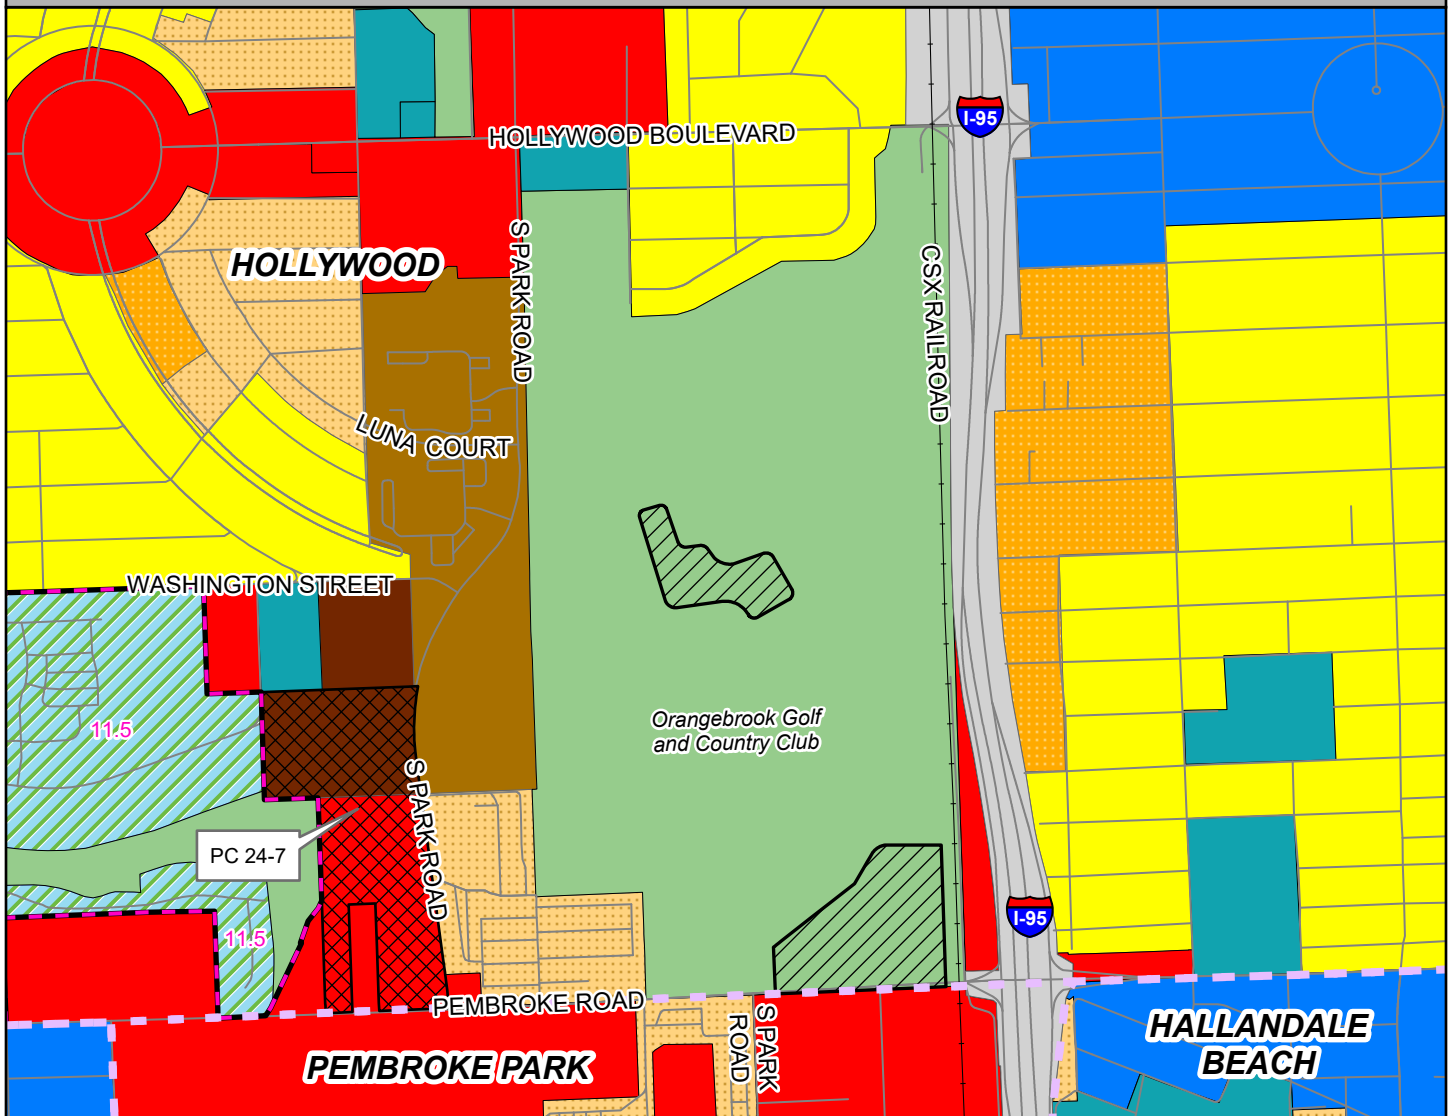 I-95
HOLLYWOOD BOULEVARD
HOLLYWOOD
S PARK ROAD
CSX RAILROAD
LUNA COURT
WASHINGTON STREET
11.5
Orangebrook Golf
and Country Club
S PARK ROAD
PC 24-7
11.5
I-95
PEMBROKE ROAD
S PARK
ROAD
HALLANDALE
BEACH
PEMBROKE PARK